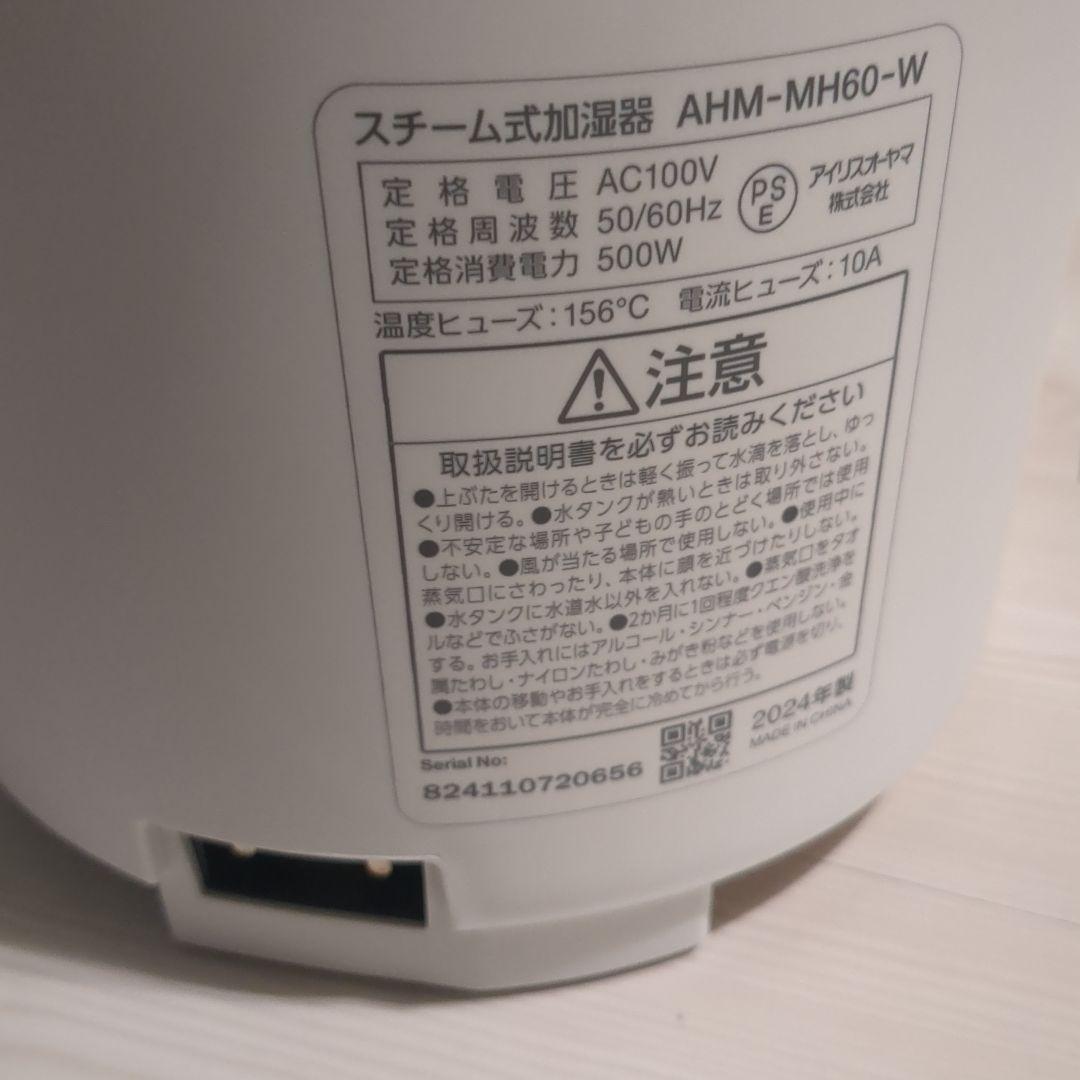 スチーム式加湿器 AHM-MH60-W
定格電圧 AC100V
定格周波数 50/60Hz
定格消費電力 500W
PS
E
アイリスオーヤマ
株式会社
温度ヒューズ:156℃ 電流ヒューズ:10A
注意
取扱説明書を必ずお読みください
●上ぶたを開けるときは軽く振って水滴を落とし、ゆっ
くり開ける。●水タンクが熱いときは取り外さない。
●不安定な場所や子どもの手のとどく場所では使用
しない。●風が当たる場所で使用しない。●使用中に
蒸気口にさわったり、本体に顔を近づけたりしない。
●水タンクに水道水以外を入れない。●蒸気口をタオ
ルなどでふさがない。●2か月に1回程度クエン酸洗浄を
する。お手入れにはアルコール・シンナー・ベンジン・金
属たわし・ナイロンたわし・みがき粉などを使用しない。
●本体の移動やお手入れをするときは必ず電源を切り、
時間をおいて本体が完全に冷めてから行う。
Serial No:
824110720656
2024年製
MADE IN CHINA